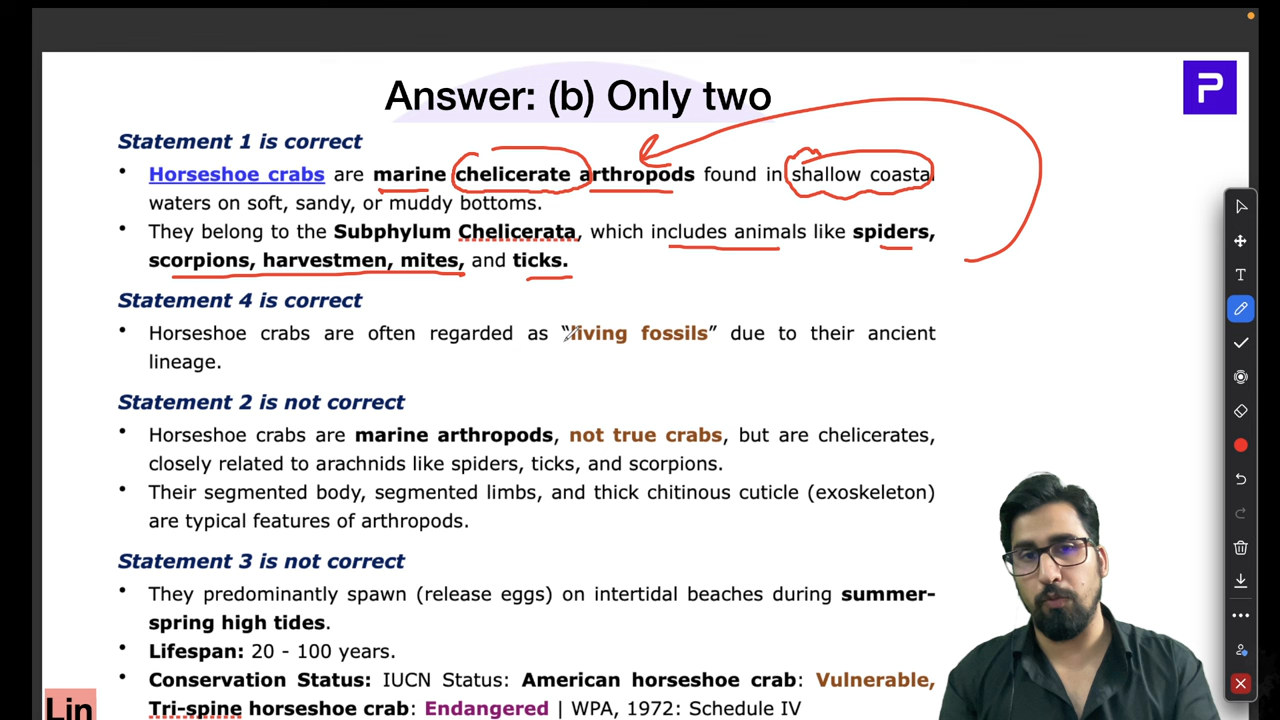 Answer: (b) Only two
Statement 1 is correct
• Horseshoe crabs are marine chelicerate arthropods found in shallow coastal
waters on soft, sandy, or muddy bottoms.
• They belong to the Subphylum Chelicerata, which includes animals like spiders,
scorpions, harvestmen, mites, and ticks.
Statement 4 is correct
• Horseshoe crabs are often regarded as “living fossils” due to their ancient
lineage.
Statement 2 is not correct
• Horseshoe crabs are marine arthropods, not true crabs, but are chelicerates,
closely related to arachnids like spiders, ticks, and scorpions.
• Their segmented body, segmented limbs, and thick chitinous cuticle (exoskeleton)
are typical features of arthropods.
Statement 3 is not correct
• They predominantly spawn (release eggs) on intertidal beaches during summer-
spring high tides.
• Lifespan: 20 - 100 years.
• Conservation Status: IUCN Status: American horseshoe crab: Vulnerable,
Tri-spine horseshoe crab: Endangered | WPA, 1972: Schedule IV
Lin
P
T